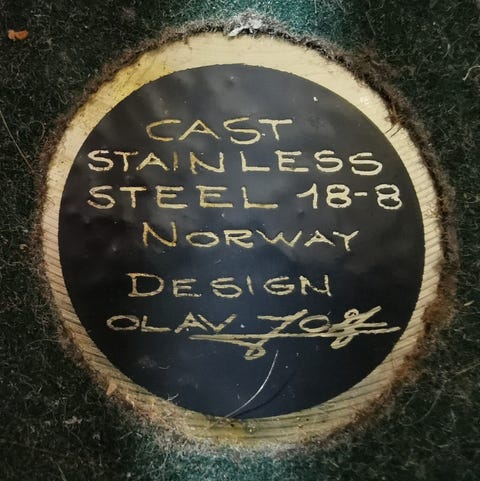 CAST
STAINLESS
STEEL 18-8
NORWAY
DESIGN
OLAV.